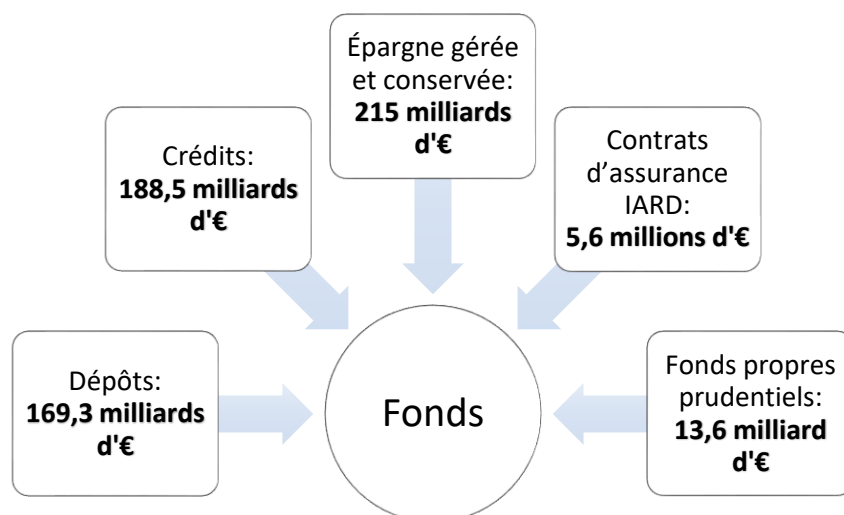 Épargne gérée
et conservée:
215 milliards
d'€
Crédits:
188,5 milliards
d'€
Contrats
d’assurance
IARD:
5,6 millions d'€
Dépôts:
169,3 milliards
d'€
Fonds
Fonds propres
prudentiels:
13,6 milliard
d'€